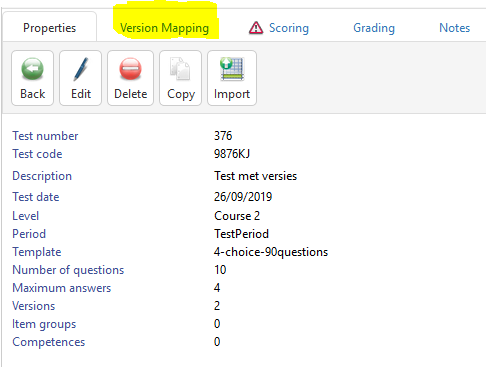 Properties Version Mapping Scoring Grading Notes
Back Edit Delete Copy Import
Test number 376
Test code 9876KJ
Description Test met versies
Test date 26/09/2019
Level Course 2
Period TestPeriod
Template 4-choice-90questions
Number of questions 10
Maximum answers 4
Versions 2
Item groups 0
Competences 0